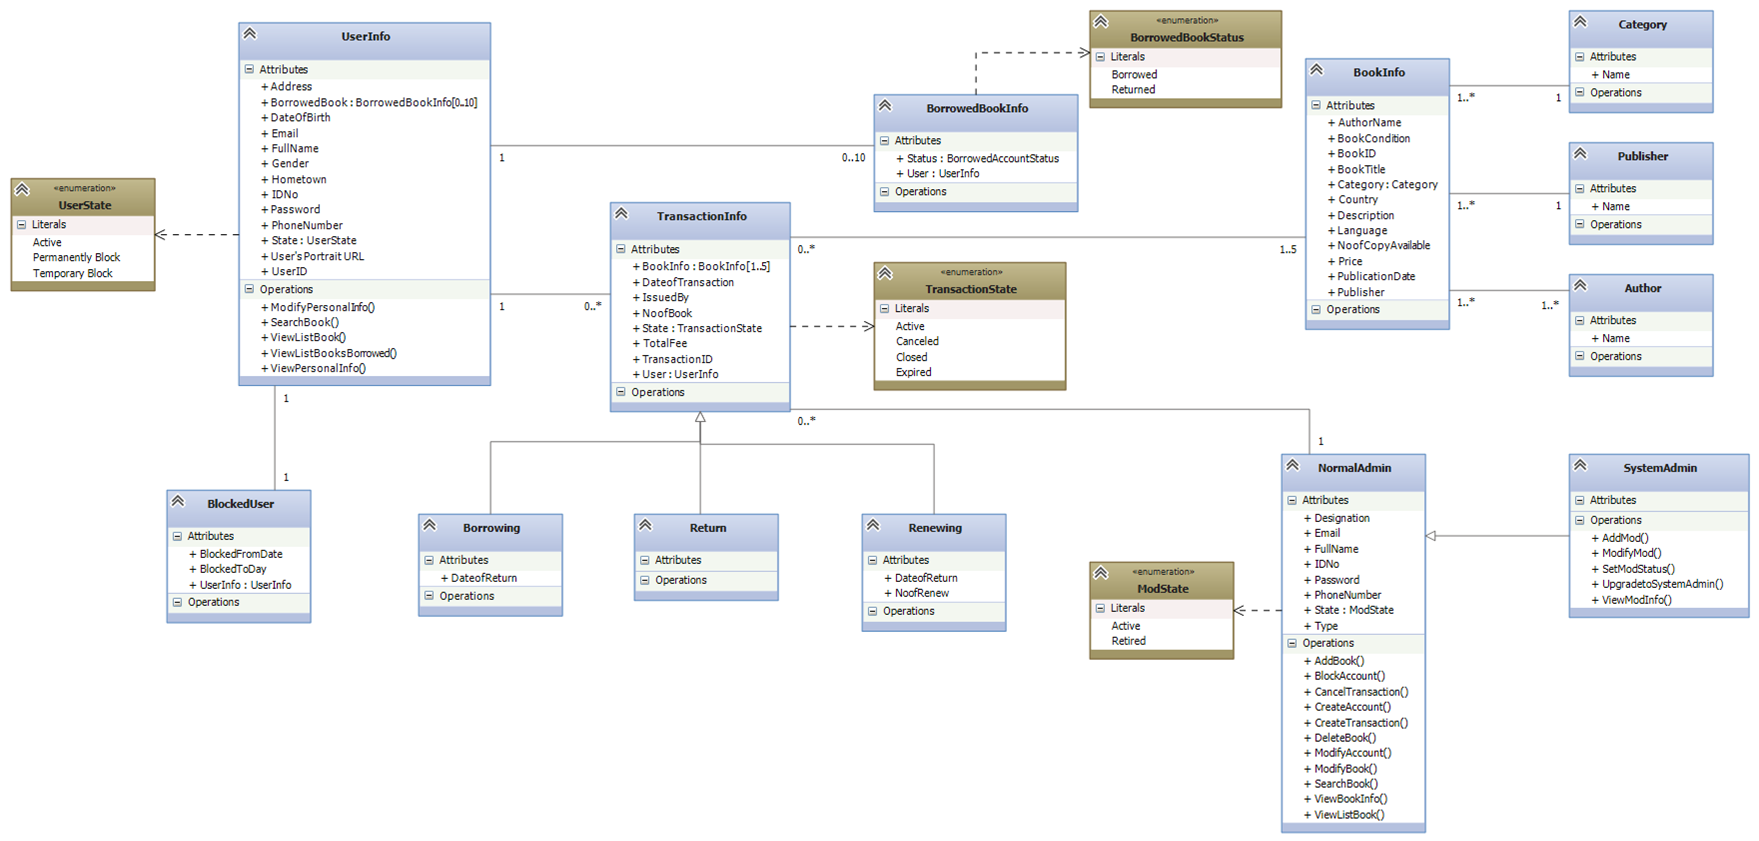 UserInfo
Attributes
+ Address
+ BorrowedBook : BorrowedBookInfo[0..10]
+ DateOfBirth
+ Email
+ FullName
+ Gender
+ Hometown
+ IDNo
+ Password
+ PhoneNumber
+ State : UserState
+ User's Portrait URL
+ UserID
Operations
+ ModifyPersonalInfo()
+ SearchBook()
+ ViewListBook()
+ ViewListBooksBorrowed()
+ ViewPersonalInfo()
«enumeration»
UserState
Literals
Active
Permanently Block
Temporary Block
1
0..10
1
0..*
1
1
BlockedUser
Attributes
+ BlockedFromDate
+ BlockedToDay
+ UserInfo : UserInfo
Operations
«enumeration»
BorrowedBookStatus
Literals
Borrowed
Returned
BorrowedBookInfo
Attributes
+ Status : BorrowedAccountStatus
+ User : UserInfo
Operations
TransactionInfo
Attributes
+ BookInfo : BookInfo[1..5]
+ DateofTransaction
+ IssuedBy
+ NoofBook
+ State : TransactionState
+ TotalFee
+ TransactionID
+ User : UserInfo
Operations
0..*
1..5
«enumeration»
TransactionState
Literals
Active
Canceled
Closed
Expired
0..*
1
Borrowing
Attributes
+ DateofReturn
Operations
Return
Attributes
Operations
Renewing
Attributes
+ DateofReturn
+ NoofRenew
Operations
BookInfo
Attributes
+ AuthorName
+ BookCondition
+ BookID
+ BookTitle
+ Category : Category
+ Country
+ Description
+ Language
+ NoofCopyAvailable
+ Price
+ PublicationDate
+ Publisher
Operations
1..*
1
1..*
1
1..*
1..*
Category
Attributes
+ Name
Operations
Publisher
Attributes
+ Name
Operations
Author
Attributes
+ Name
Operations
«enumeration»
ModState
Literals
Active
Retired
NormalAdmin
Attributes
+ Designation
+ Email
+ FullName
+ IDNo
+ Password
+ PhoneNumber
+ State : ModState
+ Type
Operations
+ AddBook()
+ BlockAccount()
+ CancelTransaction()
+ CreateAccount()
+ CreateTransaction()
+ DeleteBook()
+ ModifyAccount()
+ ModifyBook()
+ SearchBook()
+ ViewBookInfo()
+ ViewListBook()
SystemAdmin
Attributes
Operations
+ AddMod()
+ ModifyMod()
+ SetModStatus()
+ UpgradetoSystemAdmin()
+ ViewModInfo()